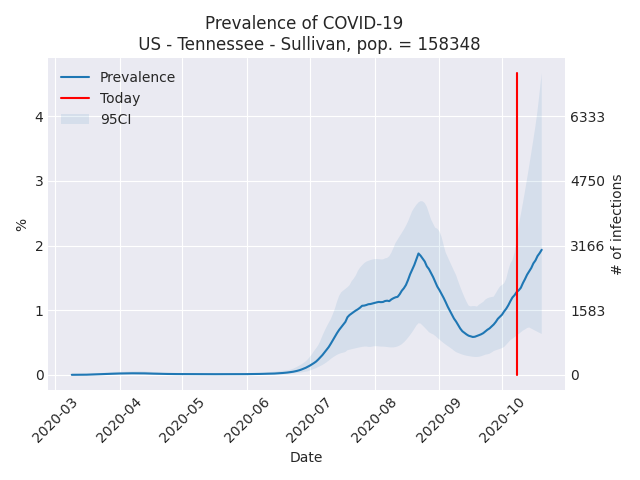 Prevalence of COVID-19
US - Tennessee - Sullivan, pop. = 158348
Prevalence
Today
95CI
%
4
3
2
1
0
6333
4750
3166
1583
0
# of infections
2020-03
2020-04
2020-05
2020-06
2020-07
2020-08
2020-09
2020-10
Date